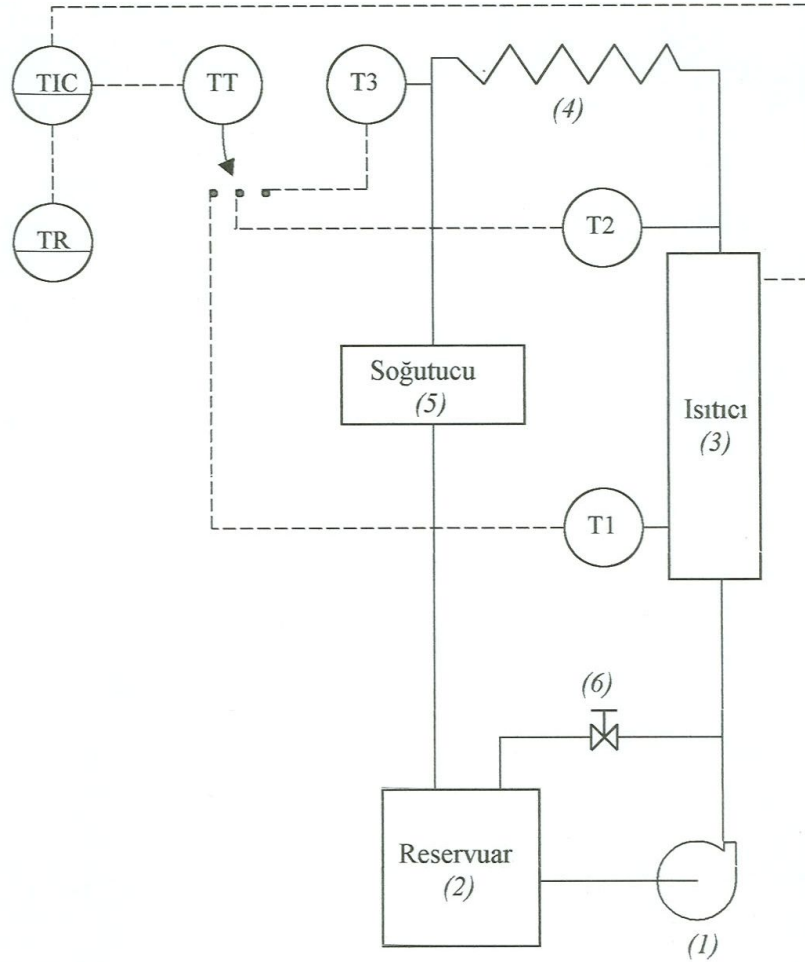 TIC
TT
T3
(4)
TR
T2
Soğutucu
(5)
Isıtıcı
(3)
T1
(6)
Reservuar
(2)
(1)